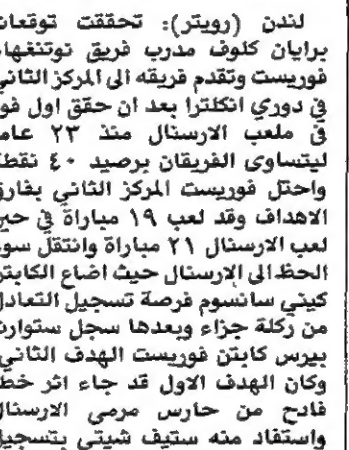 لندن (رويتر): تحققت توقعات
برايان كلوف مدرب فريق نوتنغهام
فوريست وتقدم فريقه الى المركز الثاني
في دوري انكلترا بعد ان حقق اول فوز
في ملعب الارسنال منذ ٢٣ عاما
ليتساوى الفريقان برصيد ٤٠ نقطة
واحتل فوريست المركز الثاني بفارق
الاهداف وقد لعب ١٩ مباراة في حين
لعب الارسنال ٢١ مباراة وانتقل سوء
الحظ الى الارسنال حيث اضاع الكابتن
كيني سانسوم فرصة تسجيل التعادل
من ركلة جزاء وبعدها سجل ستوارت
بيرس كابتن فوريست الهدف الثاني
وكان الهدف الاول قد جاء اثر خطا
فادح من حارس مرمى الارسنال
واستفاد منه ستيف شيتي بتسجيل